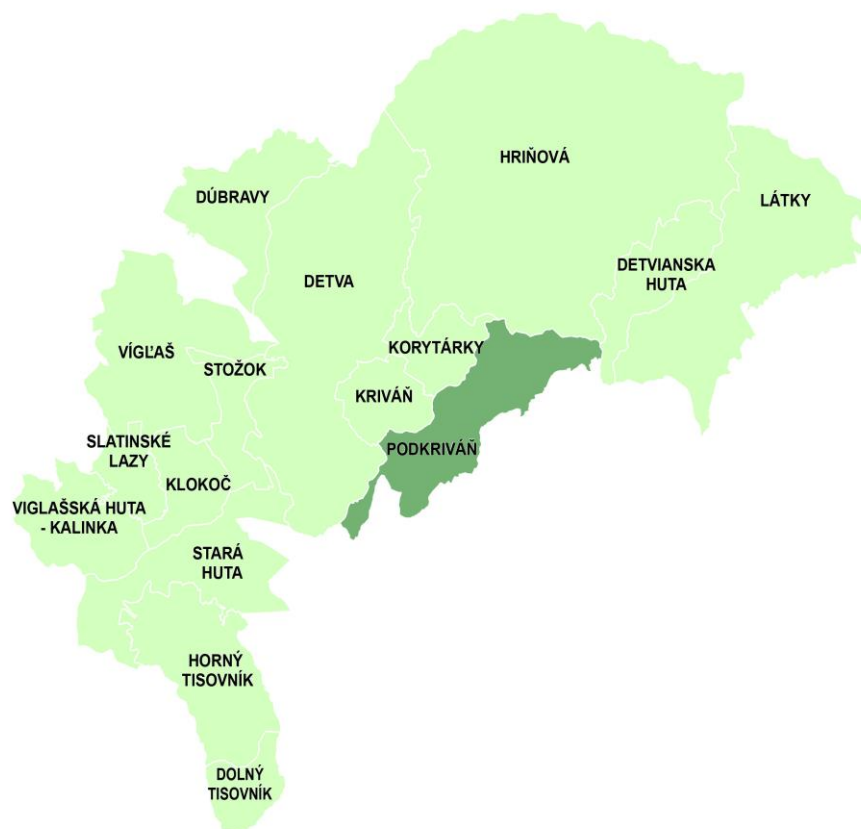 HRIŇOVÁ
DÚBRAVY
LÁTKY
DETVIANSKA
HUTA
DETVA
KORYTÁRKY
VÍGĽAŠ
STOŽOK
KRIVÁŇ
SLATINSKÉ
LAZY
PODKRIVÁŇ
KLOKOČ
VIGLAŠSKÁ HUTA
- KALINKA
STARÁ
HUTA
HORNÝ
TISOVNÍK
DOLNÝ
TISOVNÍK